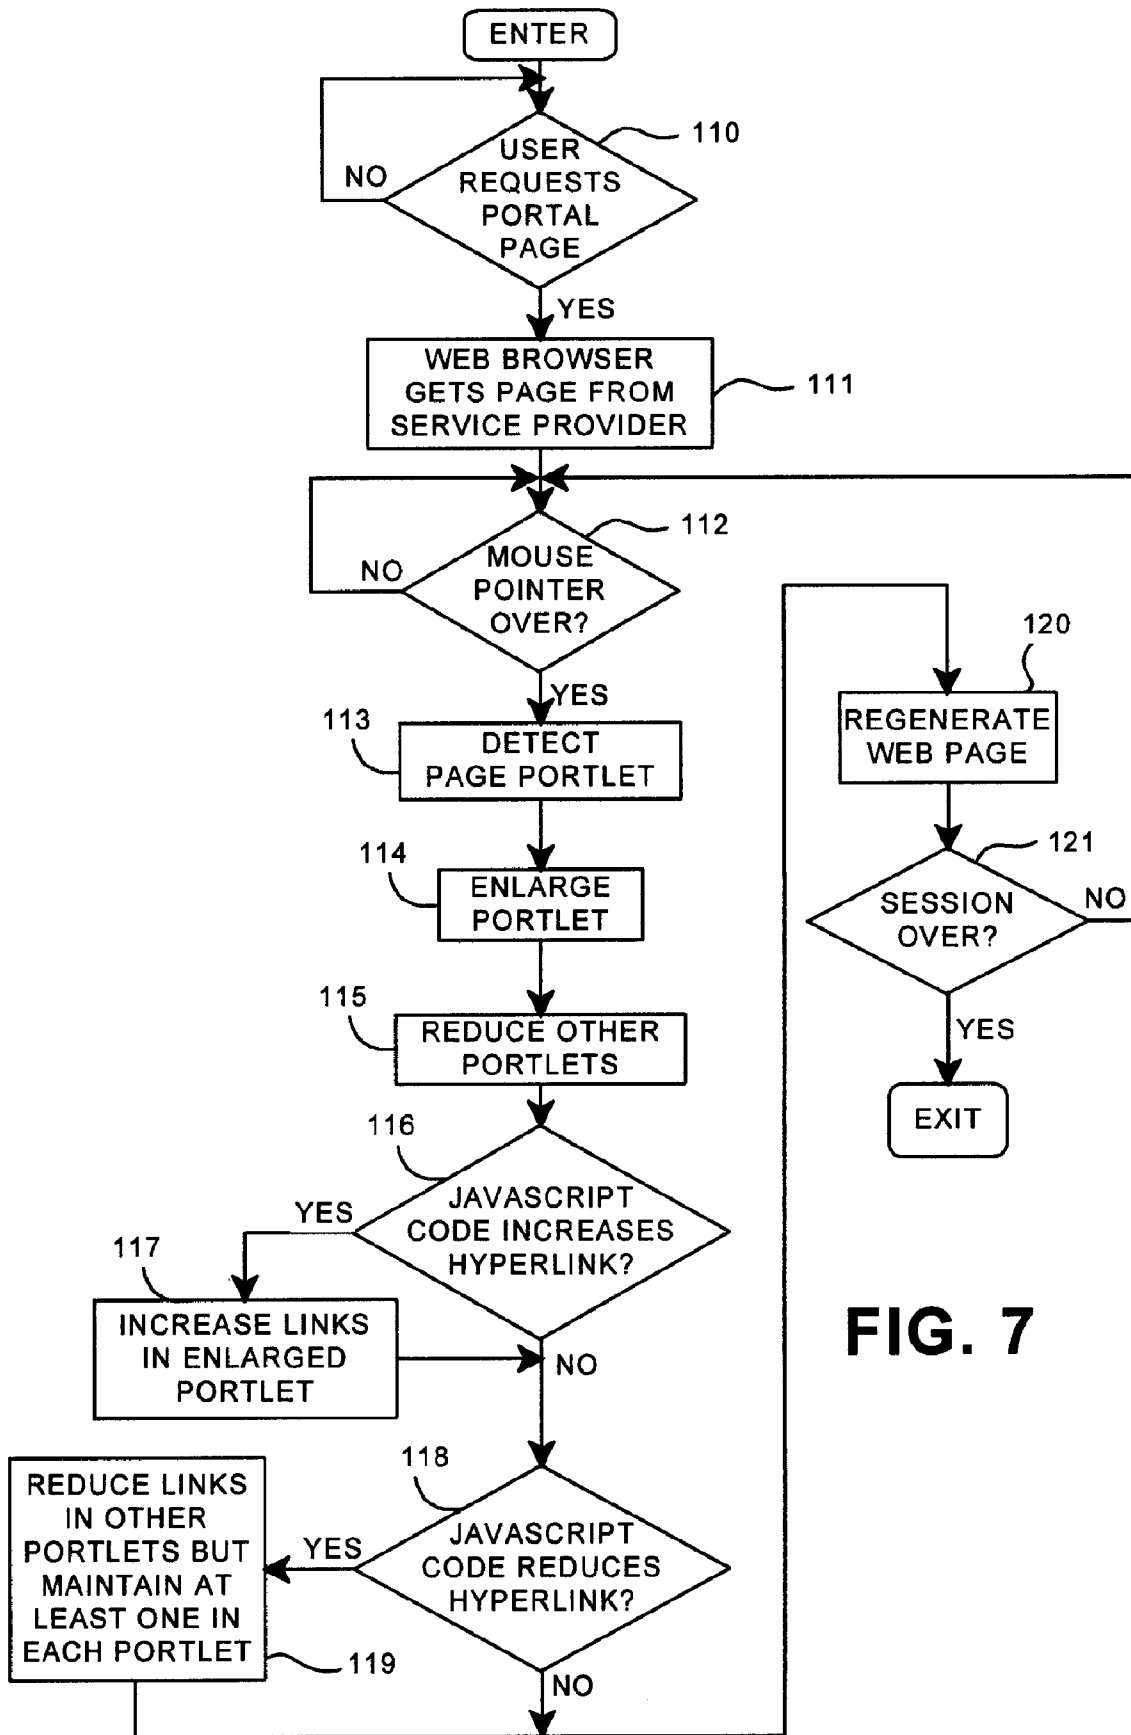 ENTER
110
USER
REQUESTS
PORTAL
PAGE
NO
YES
WEB BROWSER
GETS PAGE FROM
SERVICE PROVIDER
111
112
MOUSE
POINTER
OVER?
NO
YES
113
DETECT
PAGE PORTLET
114
ENLARGE
PORTLET
115
REDUCE OTHER
PORTLETS
116
JAVASCRIPT
CODE INCREASES
HYPERLINK?
YES
117
INCREASE LINKS
IN ENLARGED
PORTLET
NO
118
JAVASCRIPT
CODE REDUCES
HYPERLINK?
YES
REDUCE LINKS
IN OTHER
PORTLETS BUT
MAINTAIN AT
LEAST ONE IN
EACH PORTLET
119
NO
120
REGENERATE
WEB PAGE
121
SESSION
OVER?
NO
YES
EXIT
FIG. 7